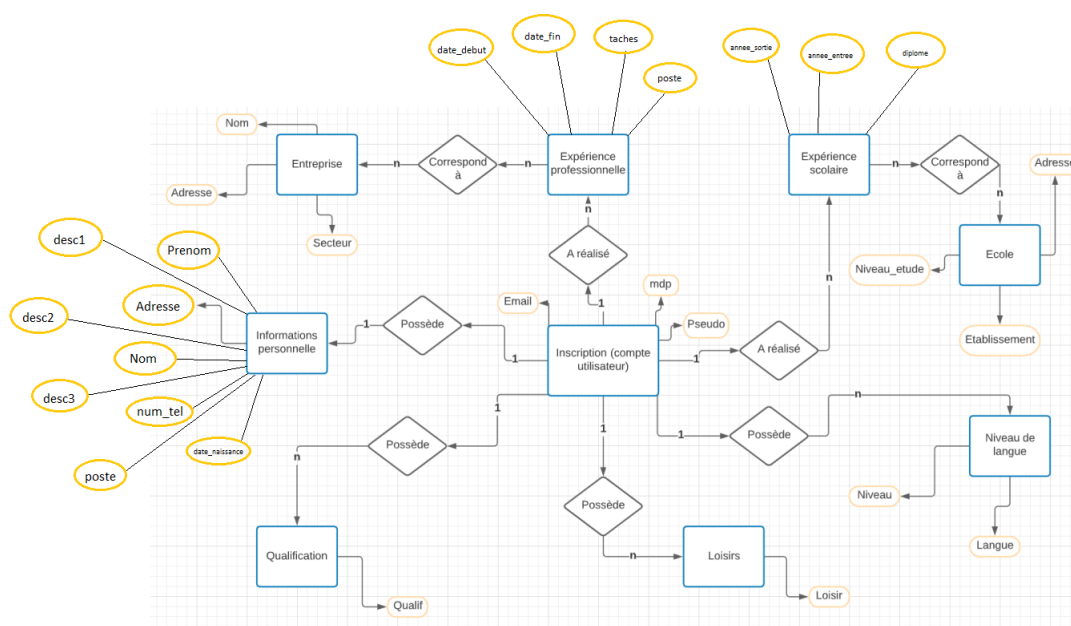 date_debut
date_fin
taches
poste
annee_sortie
année_entree
diplome
Nom
Entreprise
n
Correspond
à
n
Expérience
professionnelle
Expérience
scolaire
n
Correspond
à
n
Adresse
Adresse
Secteur
n
A réalisé
1
n
Ecole
Niveau_etude
Etablissement
desc1
Prenom
Adresse
desc2
Nom
desc3
num_tel
date_naissance
poste
Informations
personnelle
1
Possède
1
Email
mdp
Pseudo
Inscription (compte
utilisateur)
1
A réalisé
1
Possède
n
Qualification
Qualif
1
Possède
n
Loisirs
Loisir
1
Possède
n
Niveau de
langue
Niveau
Langue